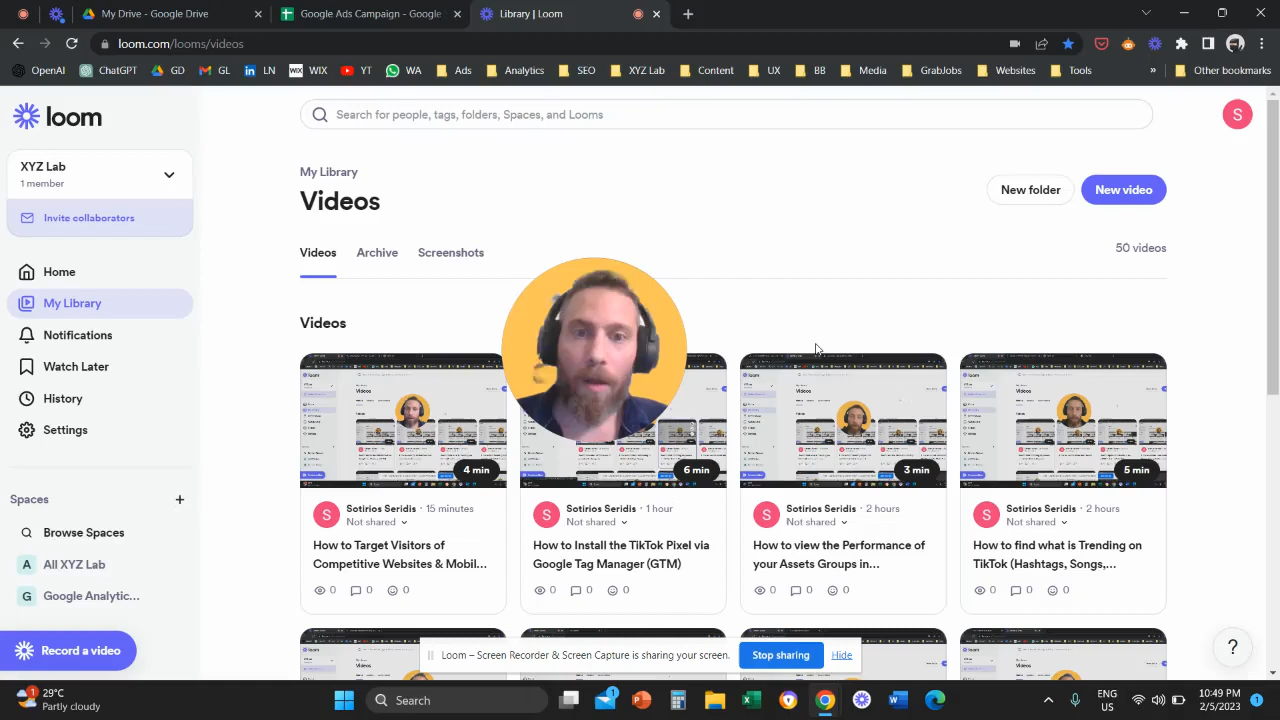 My Drive - Google Drive
Google Ads Campaign - Google
Library | Loom
loom.com/looms/videos
OpenAI ChatGPT GD GL LN WIX YT WA Ads Analytics SEO XYZ Lab Content UX BB Media GrabJobs Websites Tools » Other bookmarks
loom
Search for people, tags, folders, Spaces, and Looms
S
XYZ Lab
1 member
Invite collaborators
Home
My Library
Notifications
Watch Later
History
Settings
Spaces +
Browse Spaces
A All XYZ Lab
G Google Analytic...
Record a video
My Library
Videos
New folder
New video
Videos Archive Screenshots
50 videos
Videos
4 min
S Sotirios Seridis · 15 minutes
Not shared
How to Target Visitors of
Competitive Websites & Mobil...
0 0 0
6 min
S Sotirios Seridis · 1 hour
Not shared
How to Install the TikTok Pixel via
Google Tag Manager (GTM)
0 0 0
3 min
S Sotirios Seridis · 2 hours
Not shared
How to view the Performance of
your Assets Groups in...
0 0 0
5 min
S Sotirios Seridis · 2 hours
Not shared
How to find what is Trending on
TikTok (Hashtags, Songs,...
0 0 0
Loom – Screen Recorder & Screen Capture is sharing your screen.
Stop sharing
Hide
?
1
29°C
Partly cloudy
Search
1
ENG
US
10:49 PM
2/5/2023
1